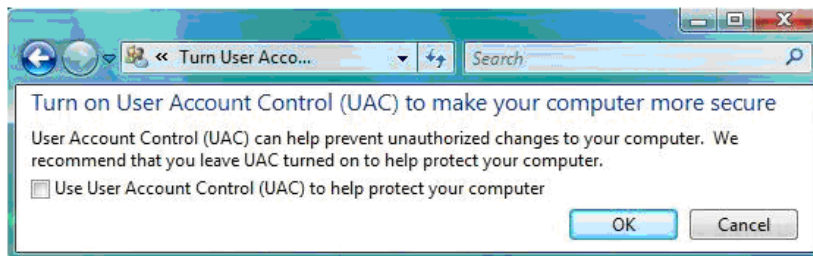 « Turn User Acco... Search
Turn on User Account Control (UAC) to make your computer more secure
User Account Control (UAC) can help prevent unauthorized changes to your computer. We
recommend that you leave UAC turned on to help protect your computer.
Use User Account Control (UAC) to help protect your computer
OK Cancel